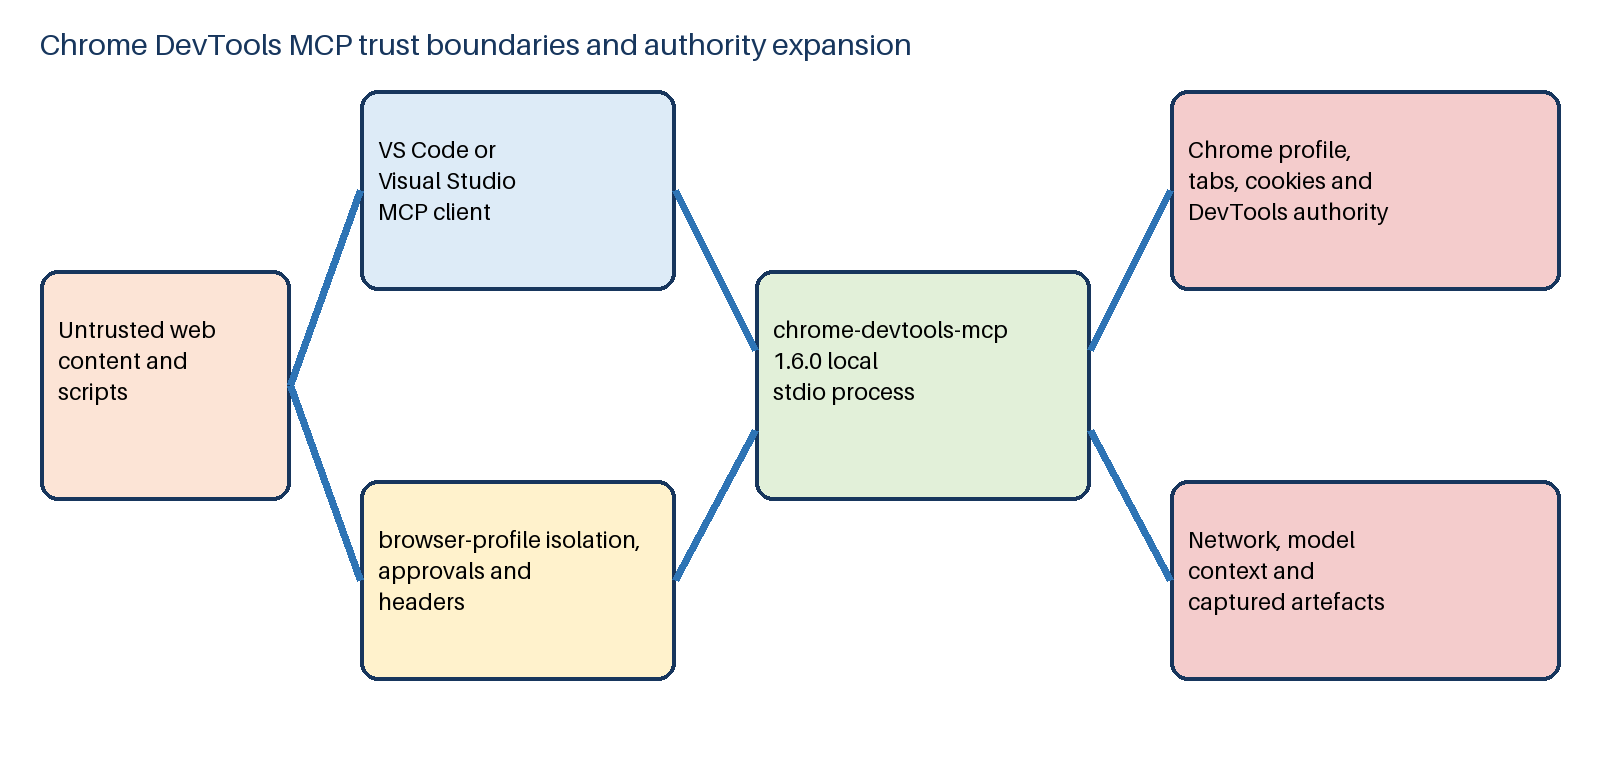 Chrome DevTools MCP trust boundaries and authority expansion
VS Code or
Visual Studio
MCP client
Chrome profile,
tabs, cookies and
DevTools authority
Untrusted web
content and
scripts
chrome-devtools-mcp
1.6.0 local
stdio process
browser-profile isolation,
approvals and
headers
Network, model
context and
captured artefacts